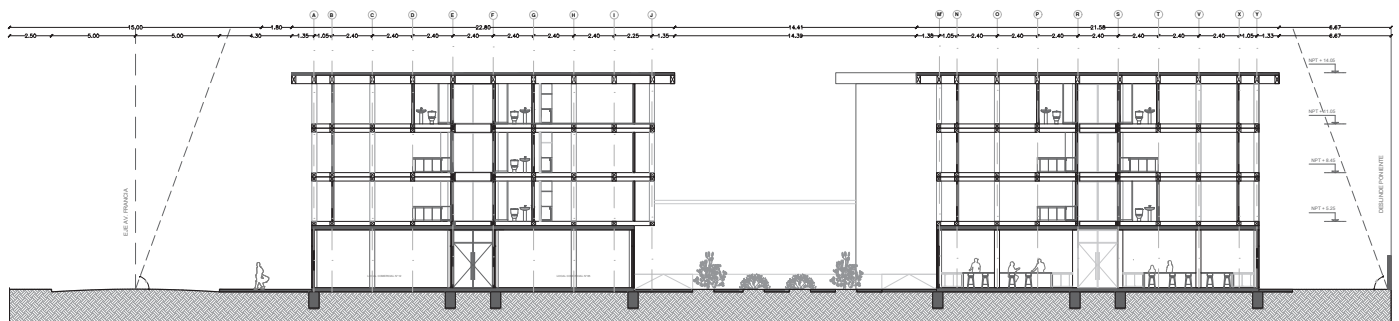 A B C D E F G H I J M' N O P R S T V X Y
15.00 1.80 22.80 14.41 21.58 6.67
2.50 5.00 5.00 4.30 1.35 1.05 2.40 2.40 2.40 2.40 2.40 2.40 2.40 2.25 1.35 14.39 1.38 1.05 2.40 2.40 2.40 2.40 2.40 2.40 2.40 1.05 1.33 6.67
NPT + 14.05
NPT + 11.05
NPT + 8.45
NPT + 5.25
EJE AV. FRANCIA
DESLINDE PONIENTE